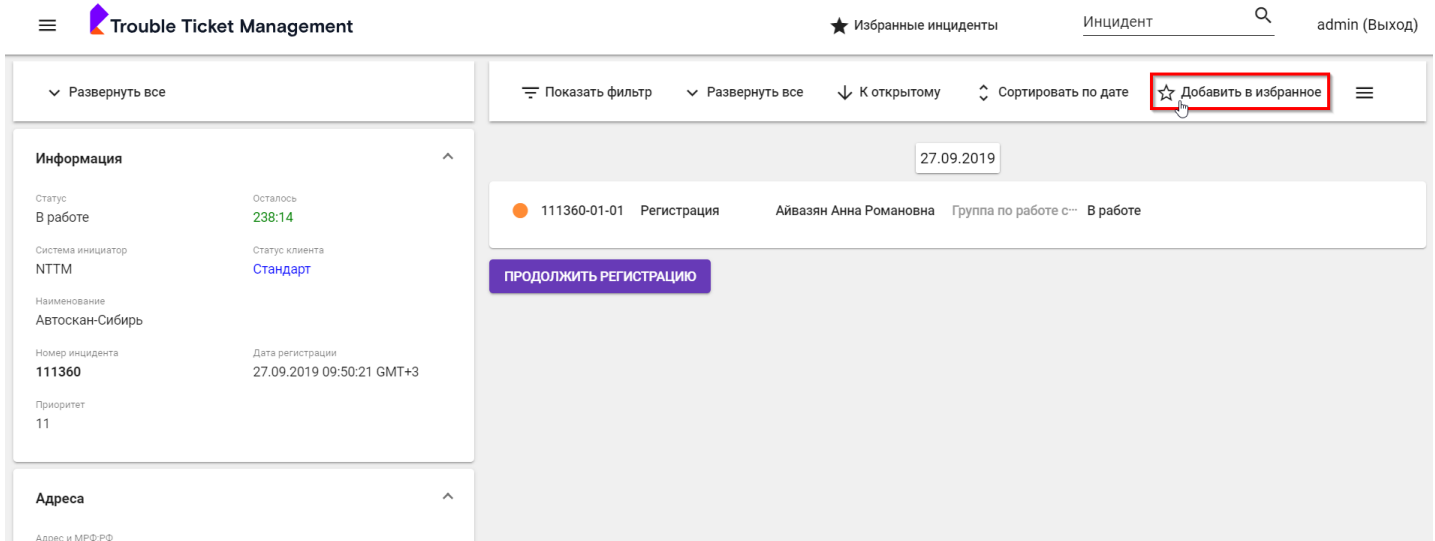 Trouble Ticket Management
Избранные инциденты
Инцидент
admin (Выход)
Развернуть все
Показать фильтр
Развернуть все
К открытому
Сортировать по дате
Добавить в избранное
Информация
Статус
Осталось
В работе
238:14
Система инициатор
Статус клиента
NTTM
Стандарт
Наименование
Автоскан-Сибирь
Номер инцидента
Дата регистрации
111360
27.09.2019 09:50:21 GMT+3
Приоритет
11
Адреса
Адрес и МРФ:РФ
27.09.2019
111360-01-01 Регистрация Айвазян Анна Романовна Группа по работе с... В работе
ПРОДОЛЖИТЬ РЕГИСТРАЦИЮ